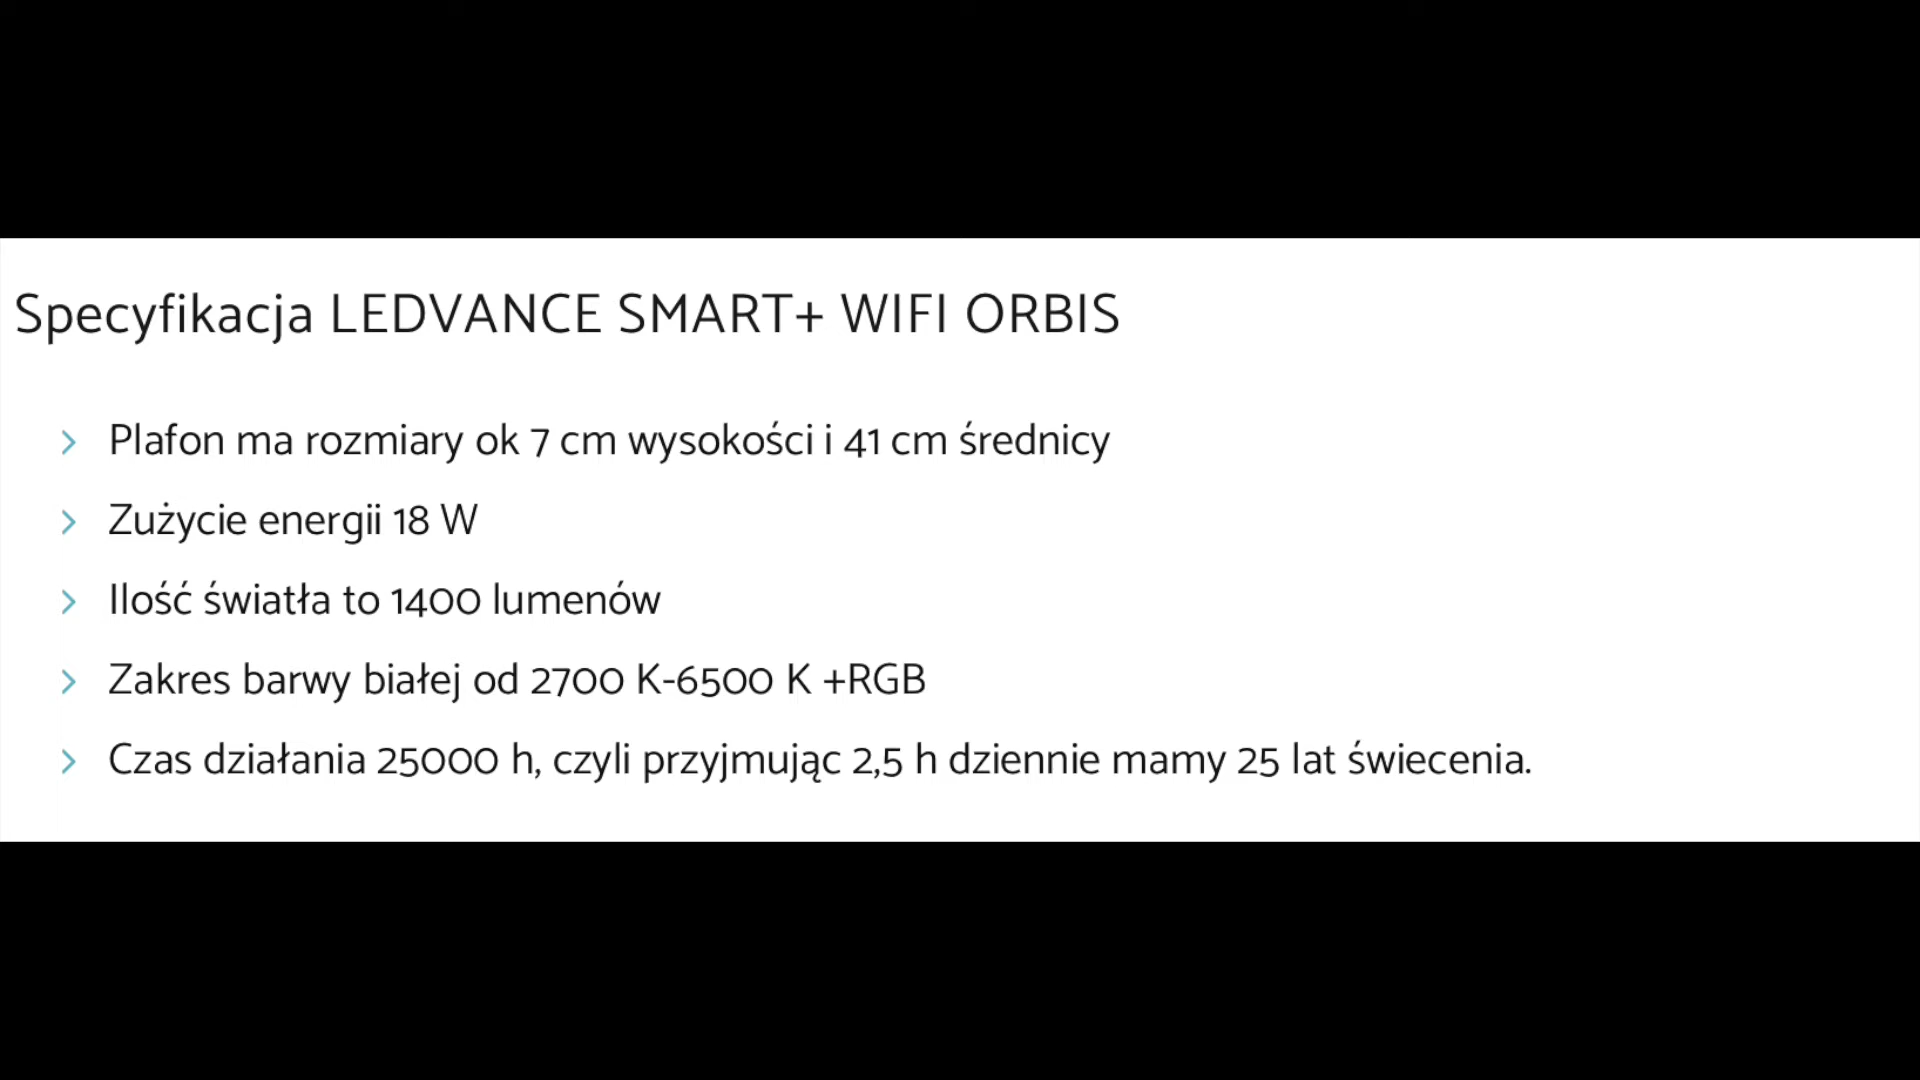 Specyfikacja LEDVANCE SMART+ WIFI ORBIS
Plafon ma rozmiary ok 7 cm wysokości i 41 cm średnicy
Zużycie energii 18 W
Ilość światła to 1400 lumenów
Zakres barwy białej od 2700 K-6500 K +RGB
Czas działania 25000 h, czyli przyjmując 2,5 h dziennie mamy 25 lat świecenia.